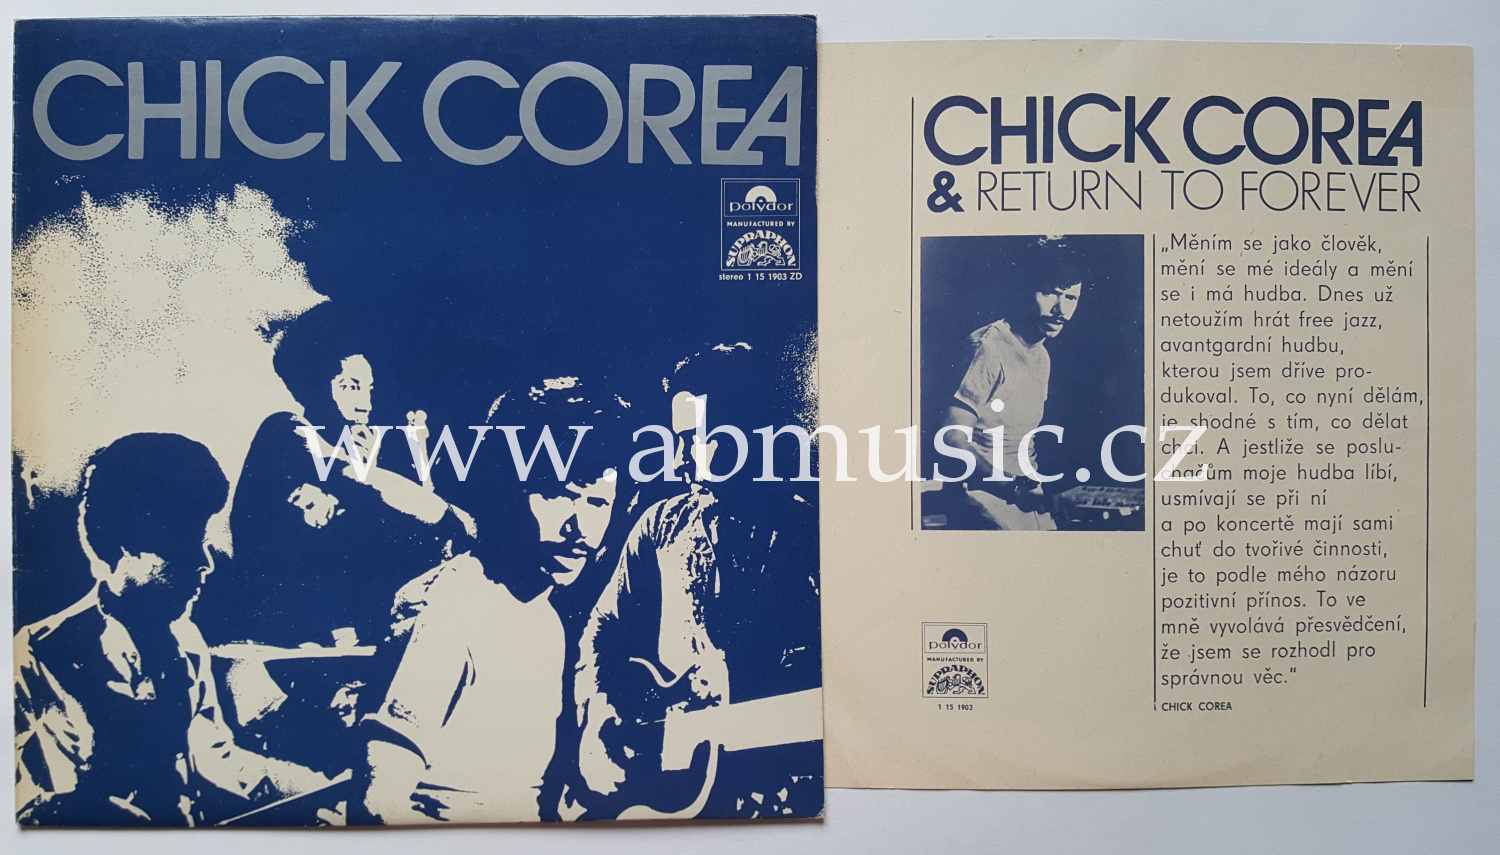 CHICK COREA
polydor
MANUFACTURED BY
SUPRAPHON
stereo 1 15 1903 ZD
CHICK COREA
& RETURN TO FOREVER
„Měním se jako člověk,
mění se mé ideály a mění
se i má hudba. Dnes už
netoužím hrát free jazz,
avantgardní hudbu,
kterou jsem dříve pro-
dukoval. To, co nyní dělám,
je shodné s tím, co dělat
chci. A jestliže se poslu-
chačům moje hudba líbí,
usmívají se při ní
a po koncertě mají sami
chuť do tvořivé činnosti,
je to podle mého názoru
pozitivní přínos. To ve
mně vyvolává přesvědčení,
že jsem se rozhodl pro
správnou věc.“
CHICK COREA
polydor
MANUFACTURED BY
SUPRAPHON
1 15 1903
www.abmusic.cz